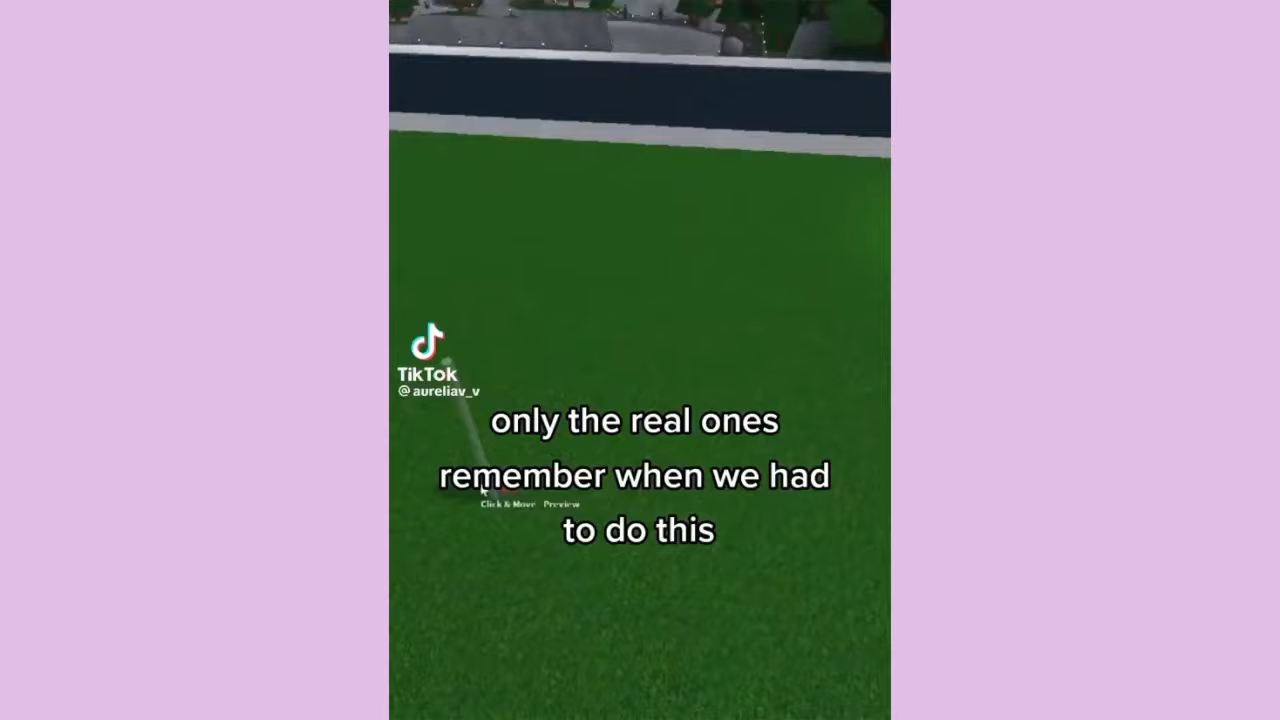 TikTok
@aureliav_v
only the real ones
remember when we had
Click & Move Preview
to do this